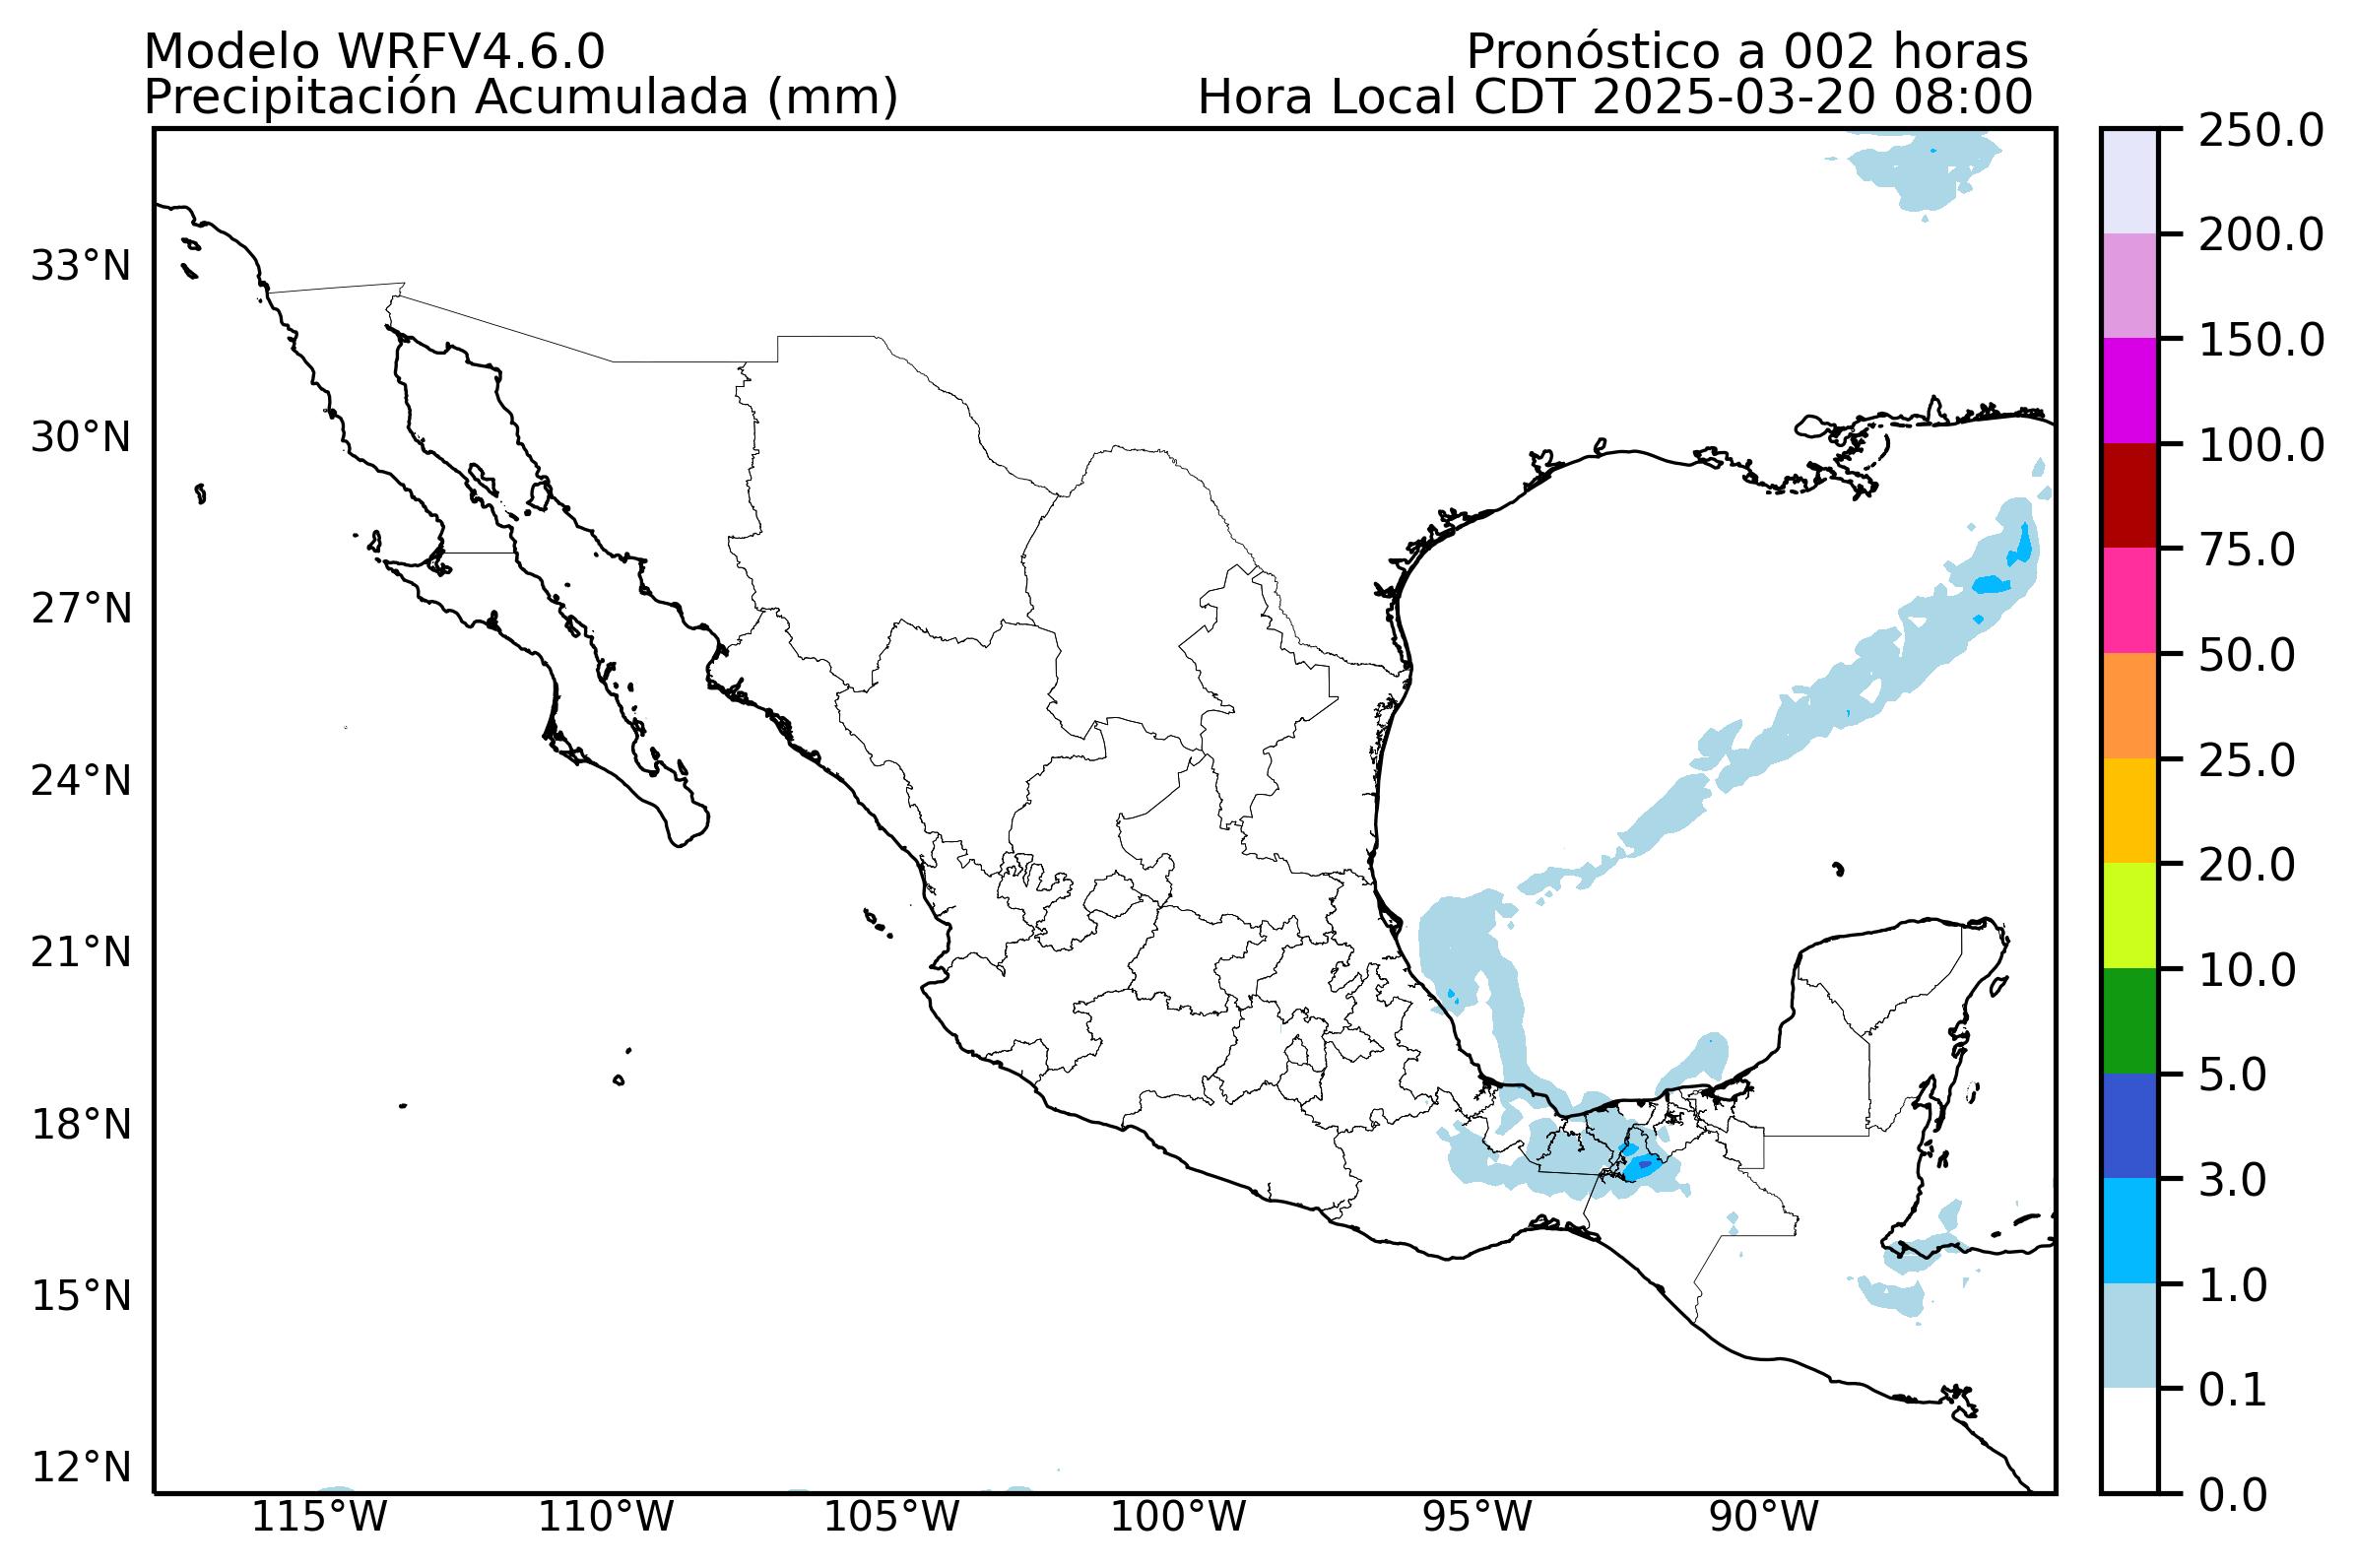 Modelo WRFV4.6.0
Pronóstico a 002 horas
Precipitación Acumulada (mm)
Hora Local CDT 2025-03-20 08:00
33°N
30°N
27°N
24°N
21°N
18°N
15°N
12°N
115°W
110°W
105°W
100°W
95°W
90°W
250.0
200.0
150.0
100.0
75.0
50.0
25.0
20.0
10.0
5.0
3.0
1.0
0.1
0.0